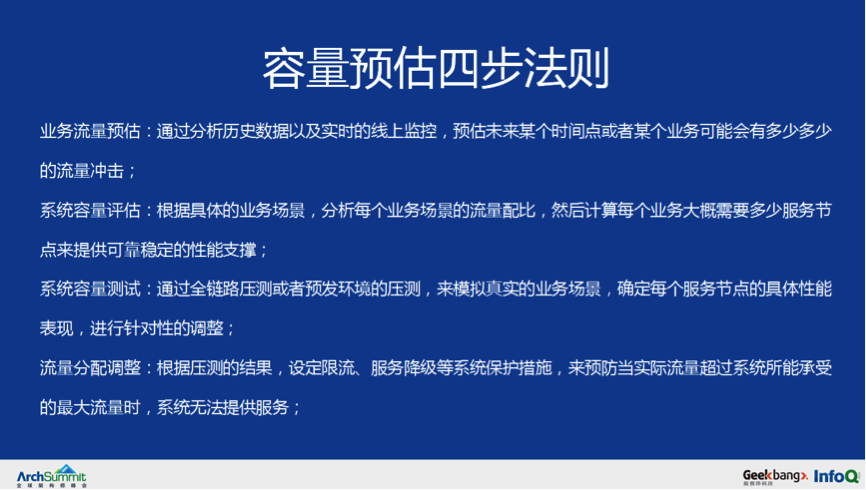 容量预估四步法则
业务流量预估：通过分析历史数据以及实时的线上监控，预估未来某个时间点或者某个业务可能会有多少多少
的流量冲击；
系统容量评估：根据具体的业务场景，分析每个业务场景的流量配比，然后计算每个业务大概需要多少服务节
点来提供可靠稳定的性能支撑；
系统容量测试：通过全链路压测或者预发环境的压测，来模拟真实的业务场景，确定每个服务节点的具体性能
表现，进行针对性的调整；
流量分配调整：根据压测的结果，设定限流、服务降级等系统保护措施，来预防当实际流量超过系统所能承受
的最大流量时，系统无法提供服务；
ArchSummit
全球架构师峰会
Geekbang>. InfoQ
极客邦科技